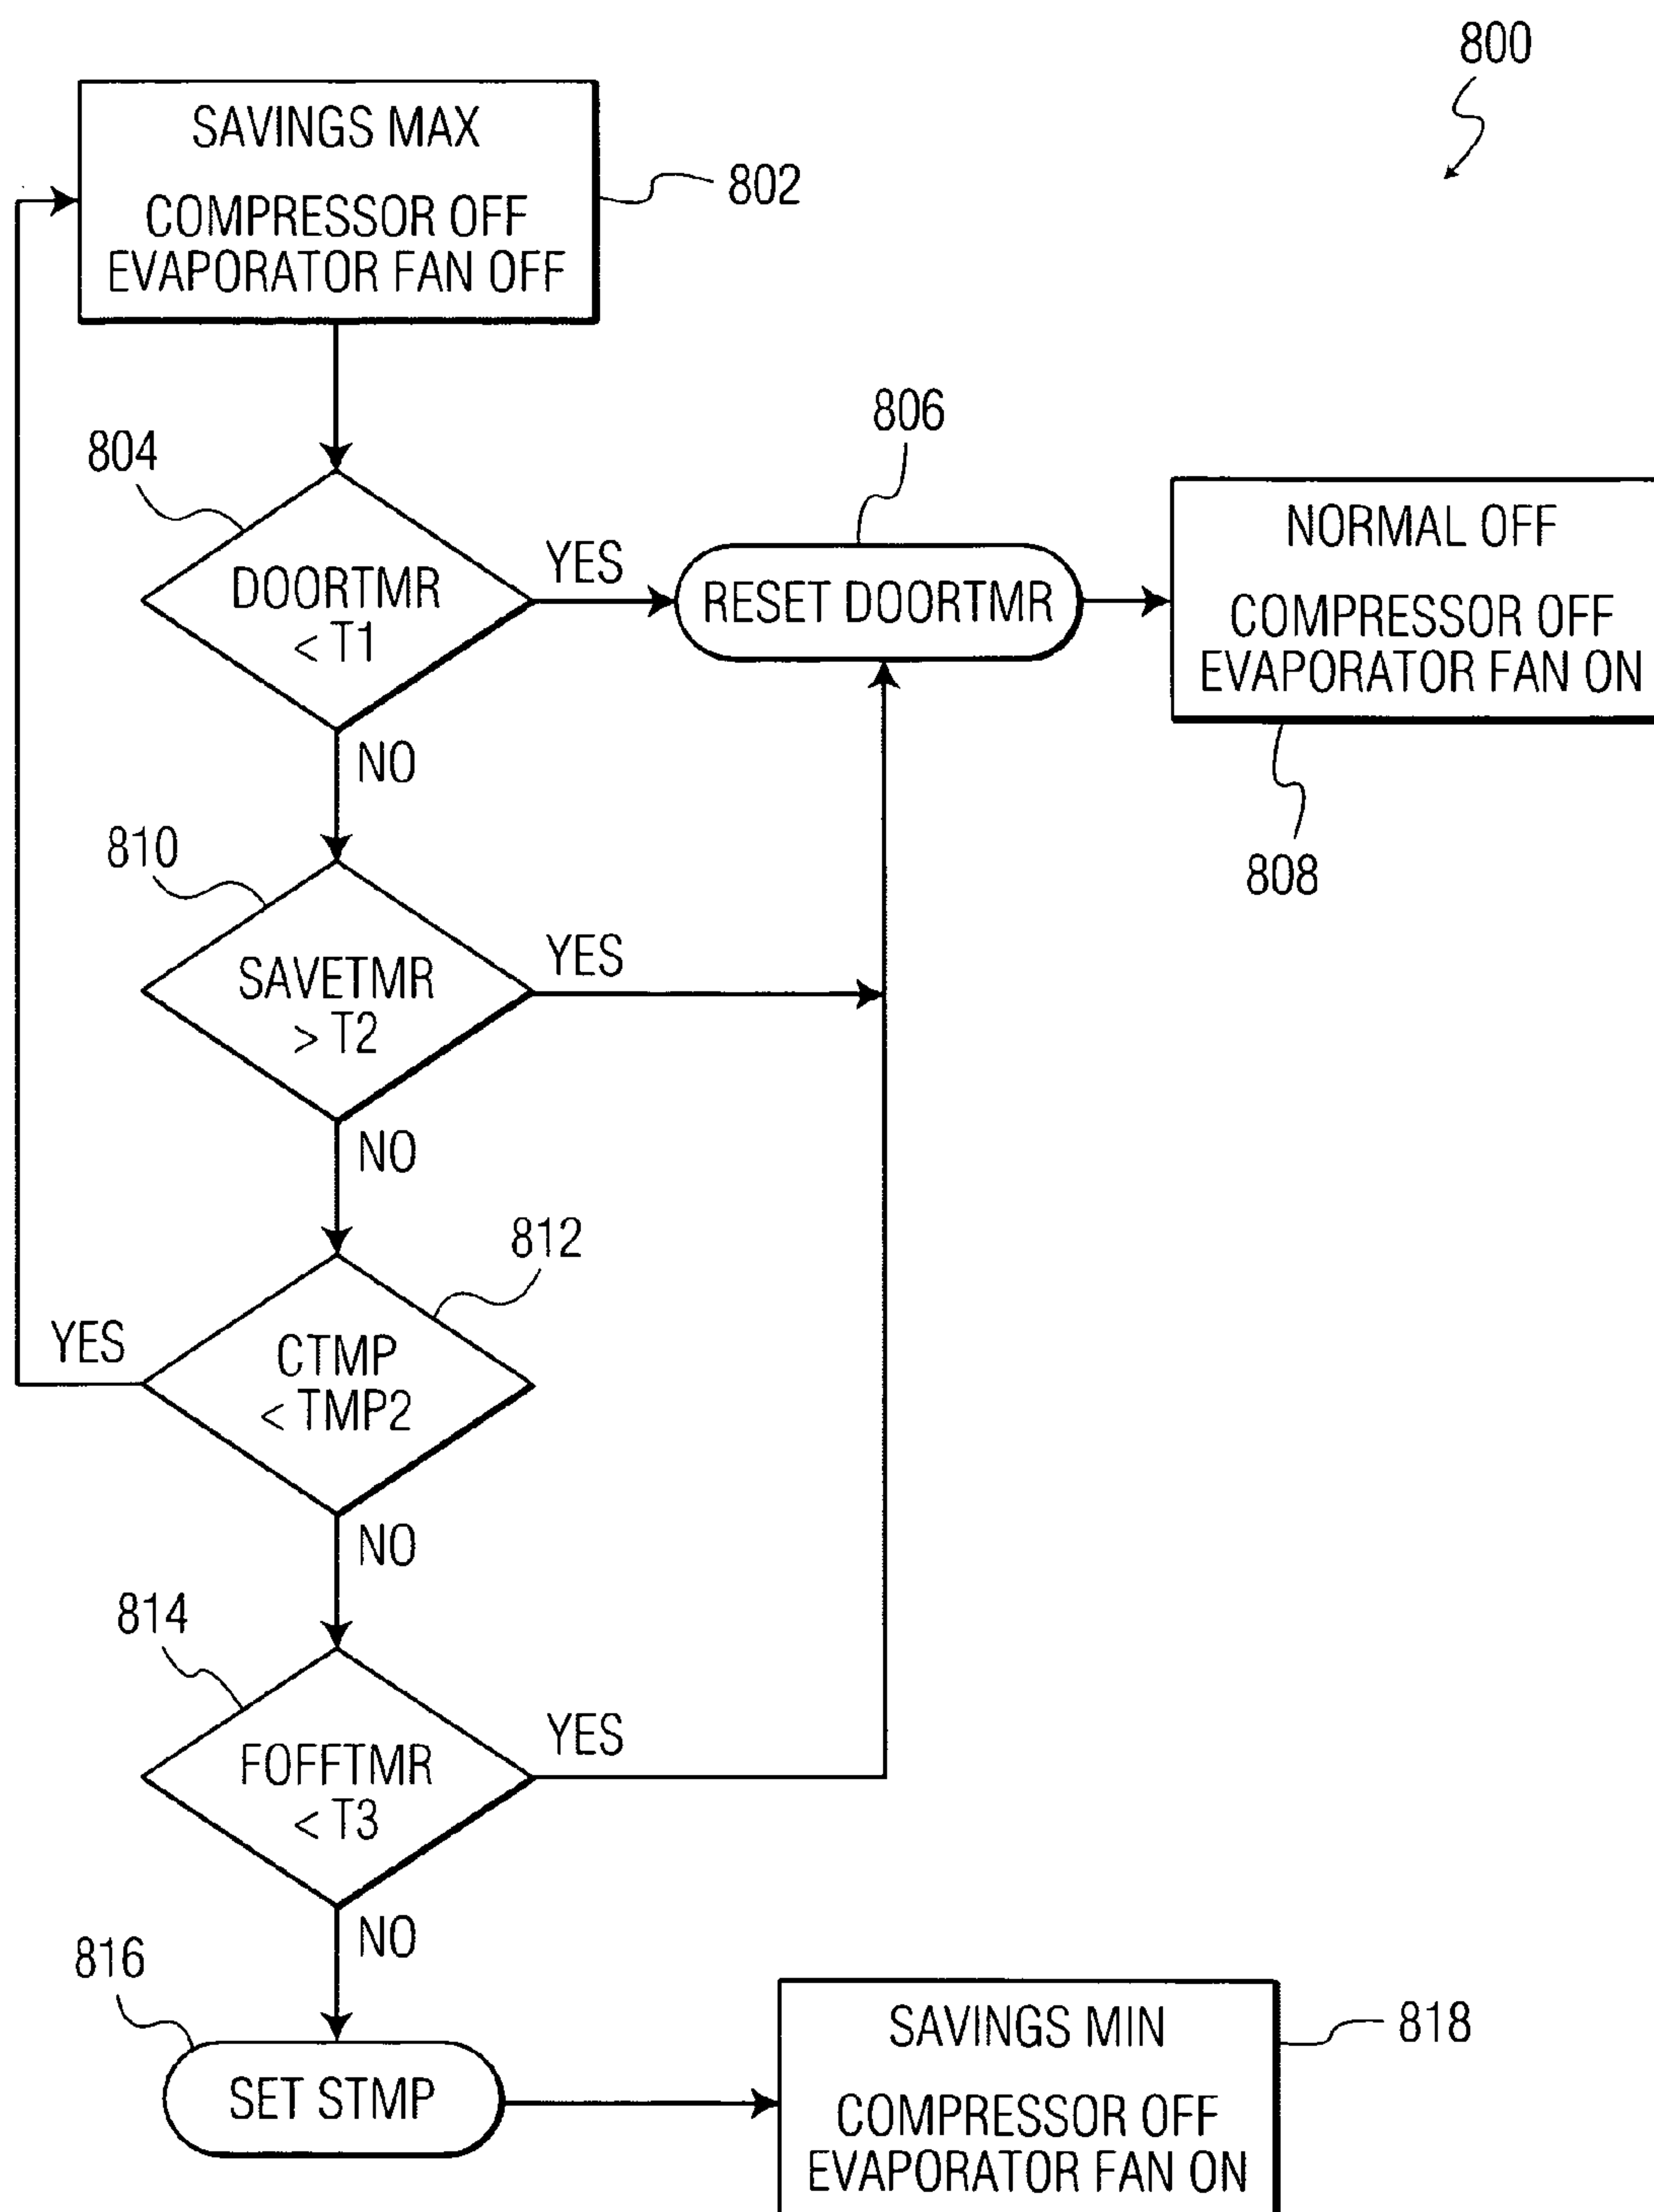 800
SAVINGS MAX
COMPRESSOR OFF
EVAPORATOR FAN OFF
802
804
DOORTMR
< T1
YES
NO
806
RESET DOORTMR
NORMAL OFF
COMPRESSOR OFF
EVAPORATOR FAN ON
808
810
SAVETMR
> T2
YES
NO
812
CTMP
< TMP2
YES
NO
814
FOFFTMR
< T3
YES
NO
816
SET STMP
SAVINGS MIN
COMPRESSOR OFF
EVAPORATOR FAN ON
818